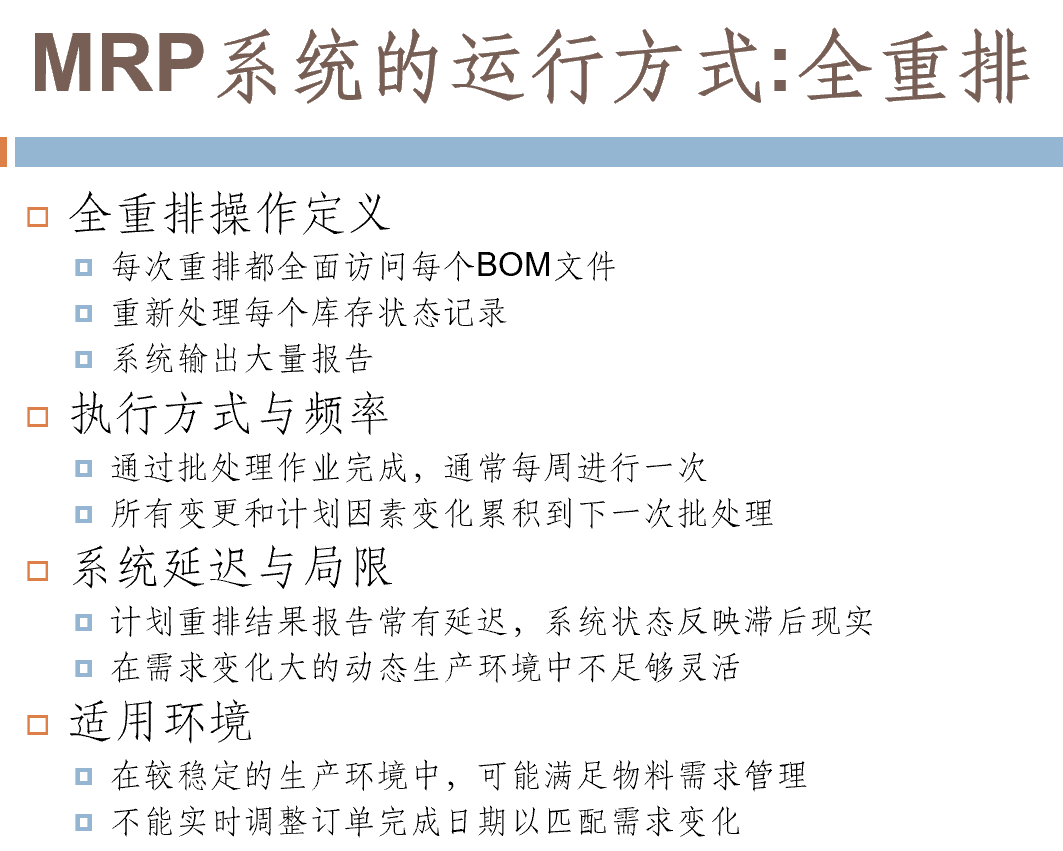 MRP系统的运行方式:全重排
全重排操作定义
每次重排都全面访问每个BOM文件
重新处理每个库存状态记录
系统输出大量报告
执行方式与频率
通过批处理作业完成，通常每周进行一次
所有变更和计划因素变化累积到下一次批处理
系统延迟与局限
计划重排结果报告常有延迟，系统状态反映滞后现实
在需求变化大的动态生产环境中不足够灵活
适用环境
在较稳定的生产环境中，可能满足物料需求管理
不能实时调整订单完成日期以匹配需求变化